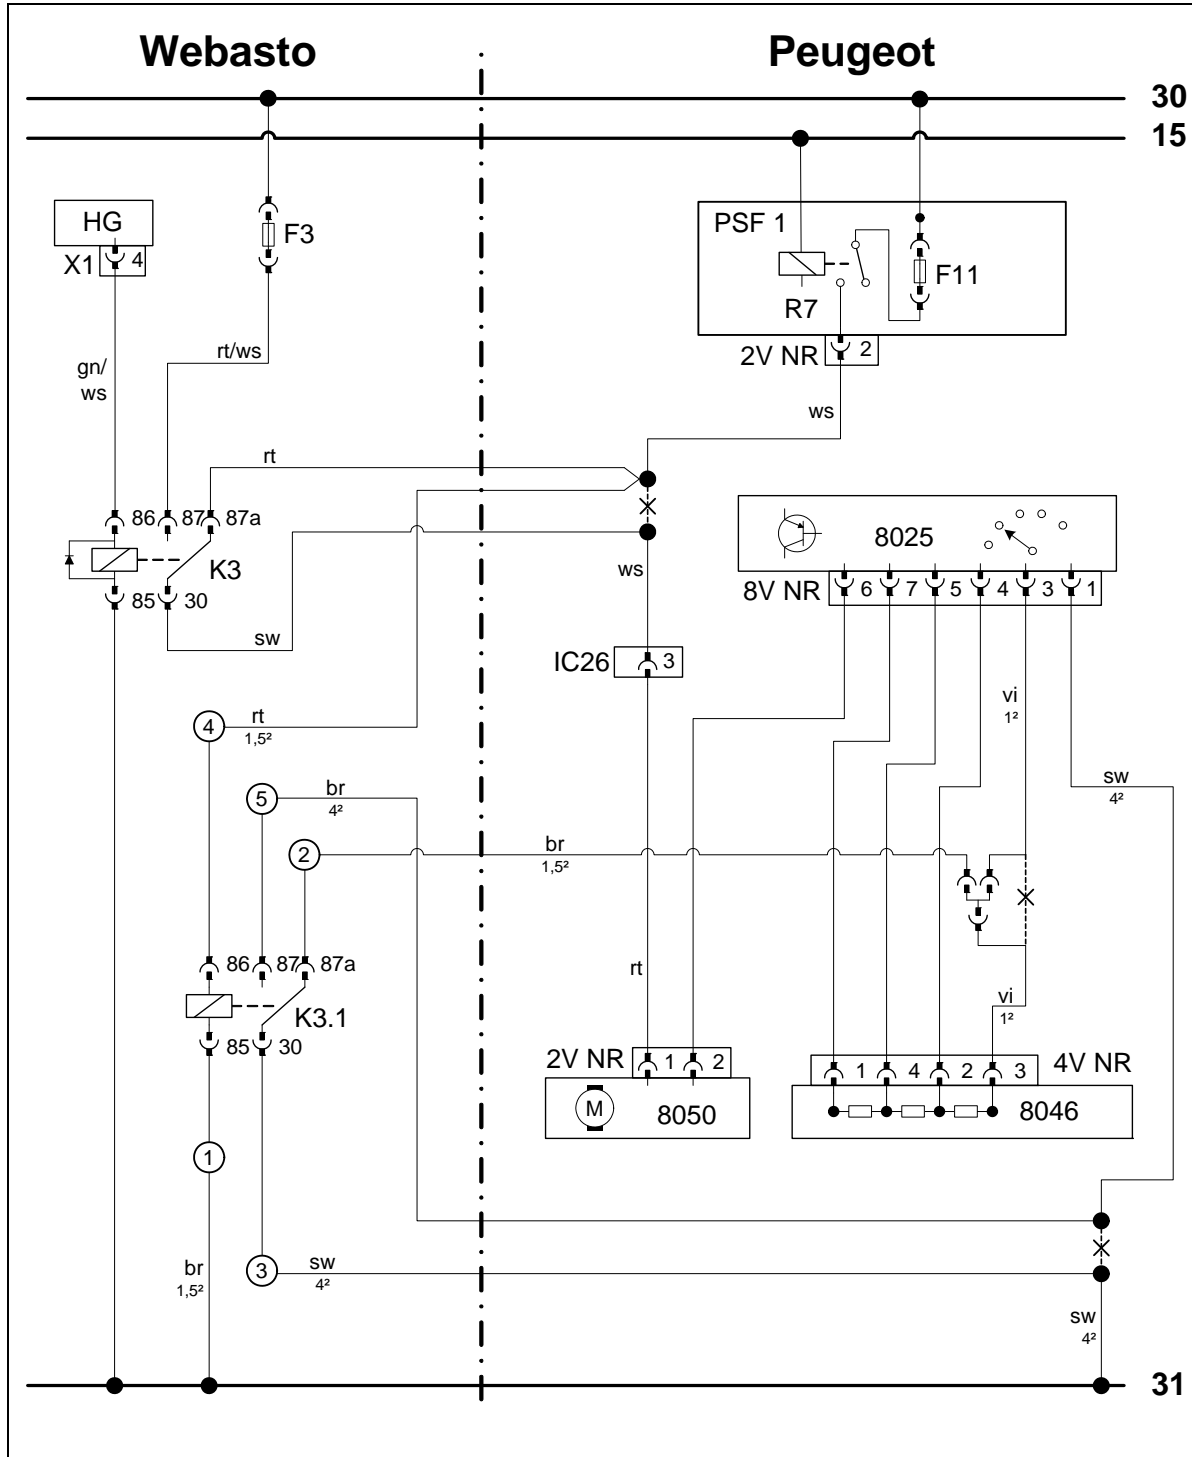 Webasto
Peugeot
30
15
HG
X1 4
F3
PSF 1
F11
R7
2V NR 2
rt/ws
gn/
ws
ws
rt
86 87 87a
K3
85 30
sw
8025
ws
8V NR 6 7 5 4 3 1
IC26 3
4
rt
1,5²
vi
1²
5
br
4²
sw
4²
2
br
1,5²
86 87 87a
rt
K3.1
vi
1²
85 30
2V NR 1 2
1 4 2 3 4V NR
M
8050
8046
1
br
1,5²
3
sw
4²
sw
4²
31